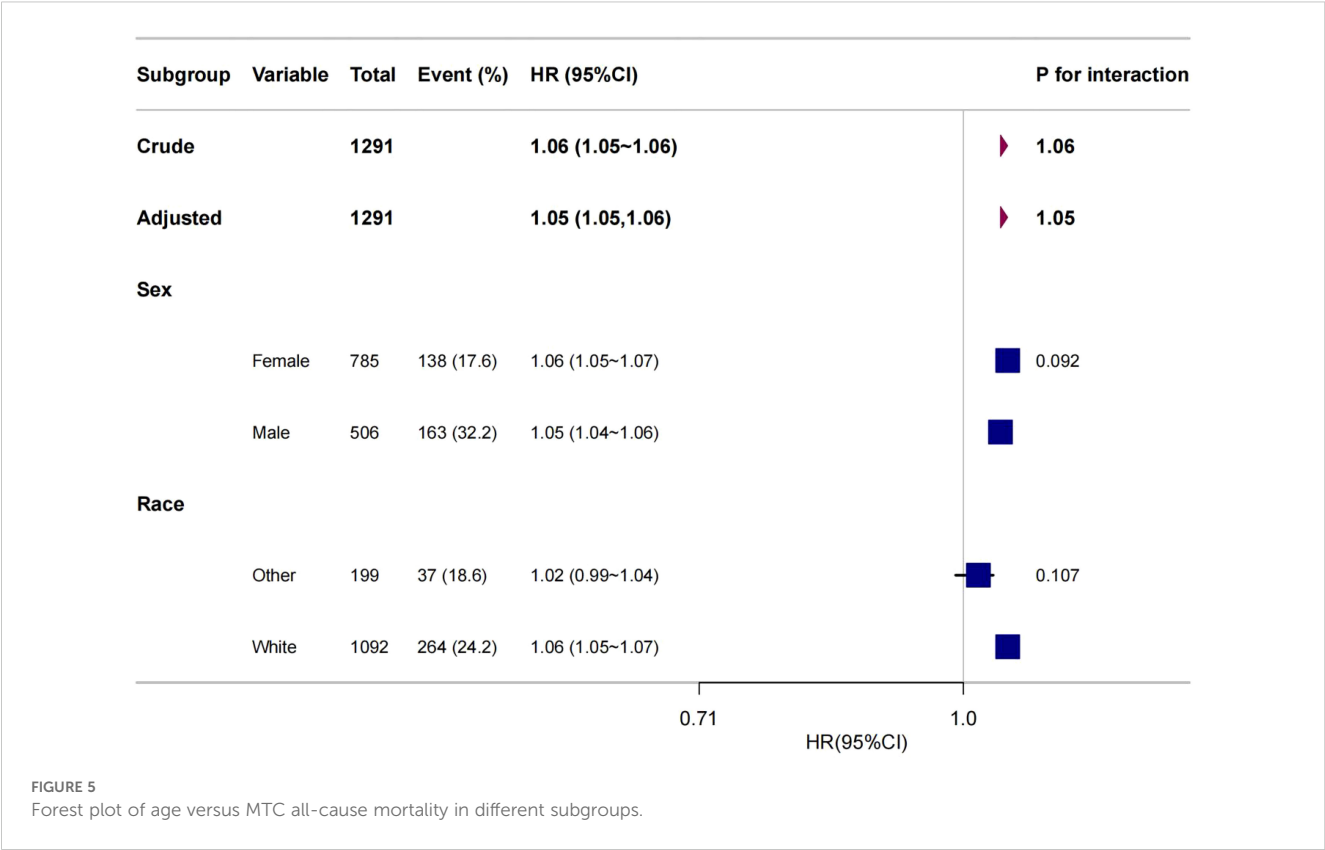 Subgroup Variable Total Event (%) HR (95%CI) P for interaction
Crude 1291 1.06 (1.05~1.06) 1.06
Adjusted 1291 1.05 (1.05,1.06) 1.05
Sex
Female 785 138 (17.6) 1.06 (1.05~1.07) 0.092
Male 506 163 (32.2) 1.05 (1.04~1.06)
Race
Other 199 37 (18.6) 1.02 (0.99~1.04) 0.107
White 1092 264 (24.2) 1.06 (1.05~1.07)
0.71 1.0
HR(95%CI)
FIGURE 5
Forest plot of age versus MTC all-cause mortality in different subgroups.